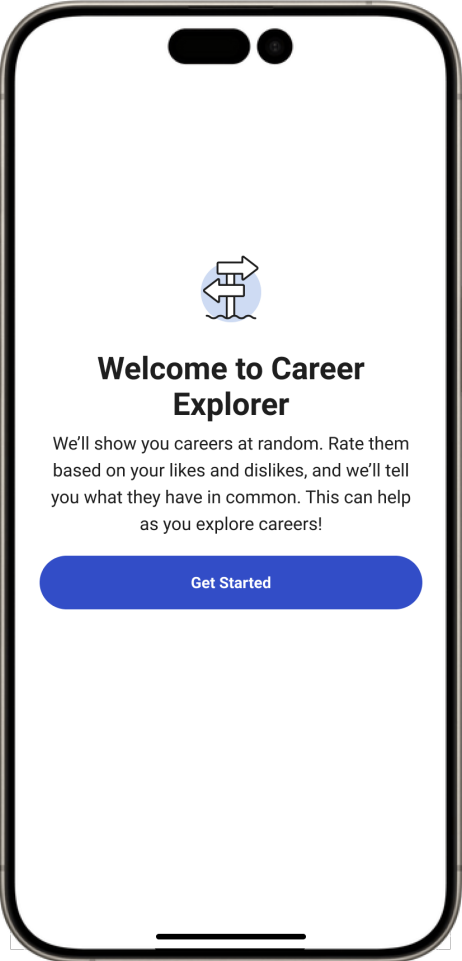 Welcome to Career
Explorer
We’ll show you careers at random. Rate them
based on your likes and dislikes, and we’ll tell
you what they have in common. This can help
as you explore careers!
Get Started